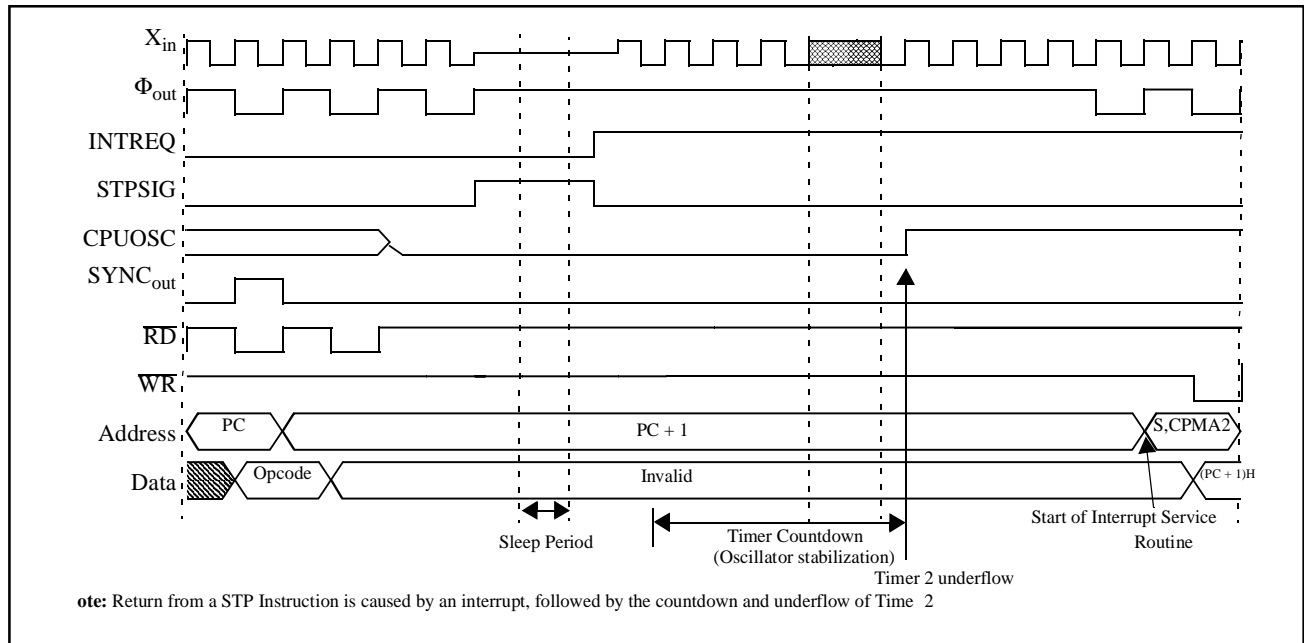 Xin
Φout
INTREQ
STPSIG
CPUOSC
SYNCout
RD
WR
Address
PC
PC + 1
S,CPMA2
Data
Opcode
Invalid
(PC + 1)H
Sleep Period
Timer Countdown
(Oscillator stabilization)
Start of Interrupt Service
Routine
Timer 2 underflow
ote: Return from a STP Instruction is caused by an interrupt, followed by the countdown and underflow of Time 2